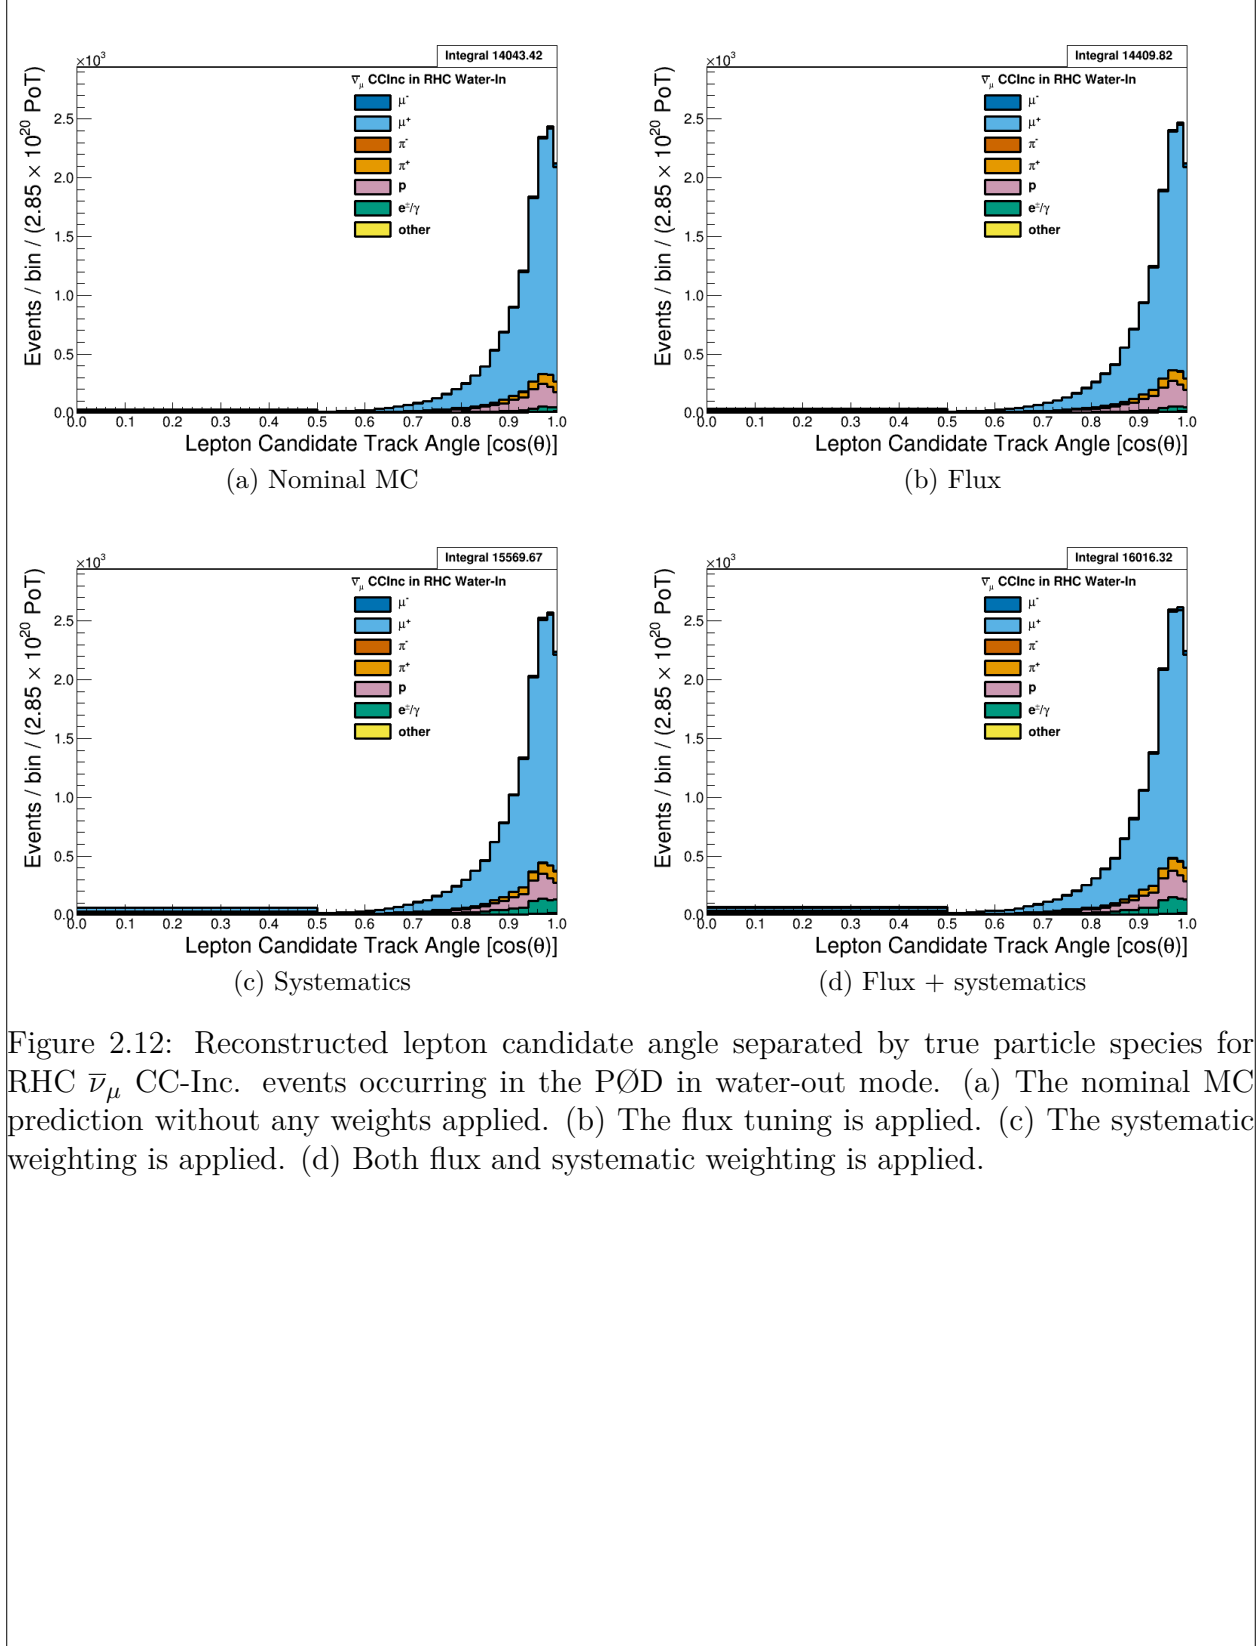 Integral 14043.42
×10³
ν̅μ CCInc in RHC Water-In
μ⁻
μ⁺
π⁻
π⁺
p
e±/γ
other
Events / bin / (2.85 × 10²⁰ PoT)
2.5
2.0
1.5
1.0
0.5
0.0
0.0 0.1 0.2 0.3 0.4 0.5 0.6 0.7 0.8 0.9 1.0
Lepton Candidate Track Angle [cos(θ)]
(a) Nominal MC
Integral 14409.82
×10³
ν̅μ CCInc in RHC Water-In
μ⁻
μ⁺
π⁻
π⁺
p
e±/γ
other
Events / bin / (2.85 × 10²⁰ PoT)
2.5
2.0
1.5
1.0
0.5
0.0
0.0 0.1 0.2 0.3 0.4 0.5 0.6 0.7 0.8 0.9 1.0
Lepton Candidate Track Angle [cos(θ)]
(b) Flux
Integral 15569.67
×10³
ν̅μ CCInc in RHC Water-In
μ⁻
μ⁺
π⁻
π⁺
p
e±/γ
other
Events / bin / (2.85 × 10²⁰ PoT)
2.5
2.0
1.5
1.0
0.5
0.0
0.0 0.1 0.2 0.3 0.4 0.5 0.6 0.7 0.8 0.9 1.0
Lepton Candidate Track Angle [cos(θ)]
(c) Systematics
Integral 16016.32
×10³
ν̅μ CCInc in RHC Water-In
μ⁻
μ⁺
π⁻
π⁺
p
e±/γ
other
Events / bin / (2.85 × 10²⁰ PoT)
2.5
2.0
1.5
1.0
0.5
0.0
0.0 0.1 0.2 0.3 0.4 0.5 0.6 0.7 0.8 0.9 1.0
Lepton Candidate Track Angle [cos(θ)]
(d) Flux + systematics
Figure 2.12: Reconstructed lepton candidate angle separated by true particle species for
RHC ν̅μ CC-Inc. events occurring in the PØD in water-out mode. (a) The nominal MC
prediction without any weights applied. (b) The flux tuning is applied. (c) The systematic
weighting is applied. (d) Both flux and systematic weighting is applied.